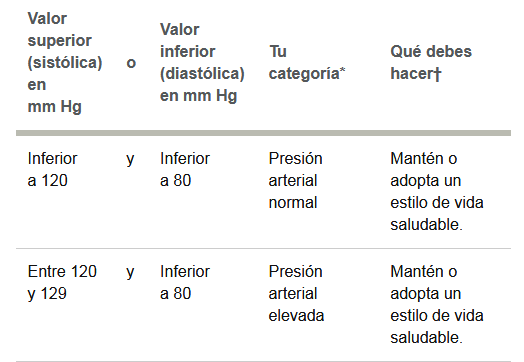 Valor
superior
(sistólica)
en
mm Hg
o
Valor
inferior
(diastólica)
en mm Hg
Tu
categoría*
Qué debes
hacer†
Inferior
a 120
y
Inferior
a 80
Presión
arterial
normal
Mantén o
adopta un
estilo de vida
saludable.
Entre 120
y 129
y
Inferior
a 80
Presión
arterial
elevada
Mantén o
adopta un
estilo de vida
saludable.